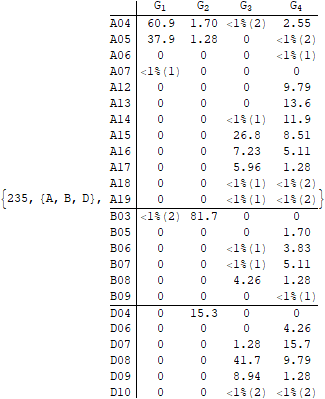 G₁ G₂ G₃ G₄
A04 60.9 1.70 <1%(2) 2.55
A05 37.9 1.28 0 <1%(2)
A06 0 0 0 <1%(1)
A07 <1%(1) 0 0 0
A12 0 0 0 9.79
A13 0 0 0 13.6
A14 0 0 <1%(1) 11.9
A15 0 0 26.8 8.51
A16 0 0 7.23 5.11
A17 0 0 5.96 1.28
A18 0 0 <1%(1) <1%(2)
{235, {A, B, D}, A19 0 0 <1%(1) <1%(2) }
B03 <1%(2) 81.7 0 0
B05 0 0 0 1.70
B06 0 0 <1%(1) 3.83
B07 0 0 <1%(1) 5.11
B08 0 0 4.26 1.28
B09 0 0 0 <1%(1)
D04 0 15.3 0 0
D06 0 0 0 4.26
D07 0 0 1.28 15.7
D08 0 0 41.7 9.79
D09 0 0 8.94 1.28
D10 0 0 <1%(2) <1%(2)